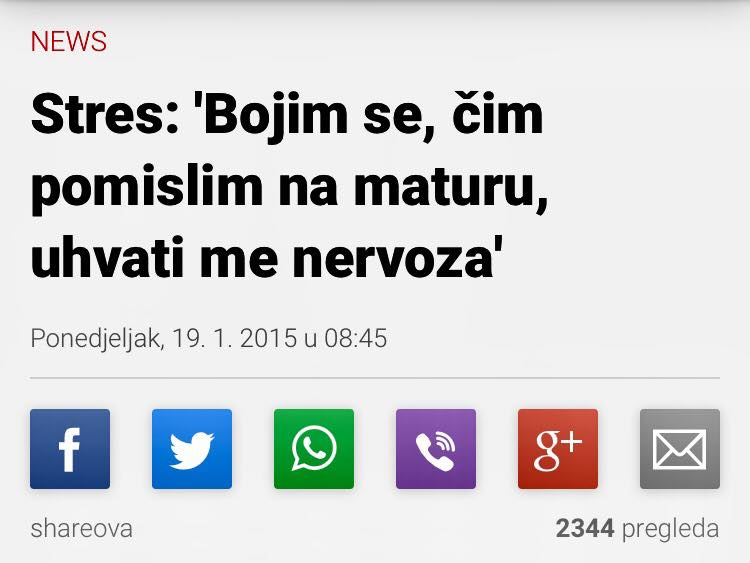 NEWS
Stres: 'Bojim se, čim
pomislim na maturu,
uhvati me nervoza'
Ponedjeljak, 19. 1. 2015 u 08:45
f
g+
shareova
2344 pregleda